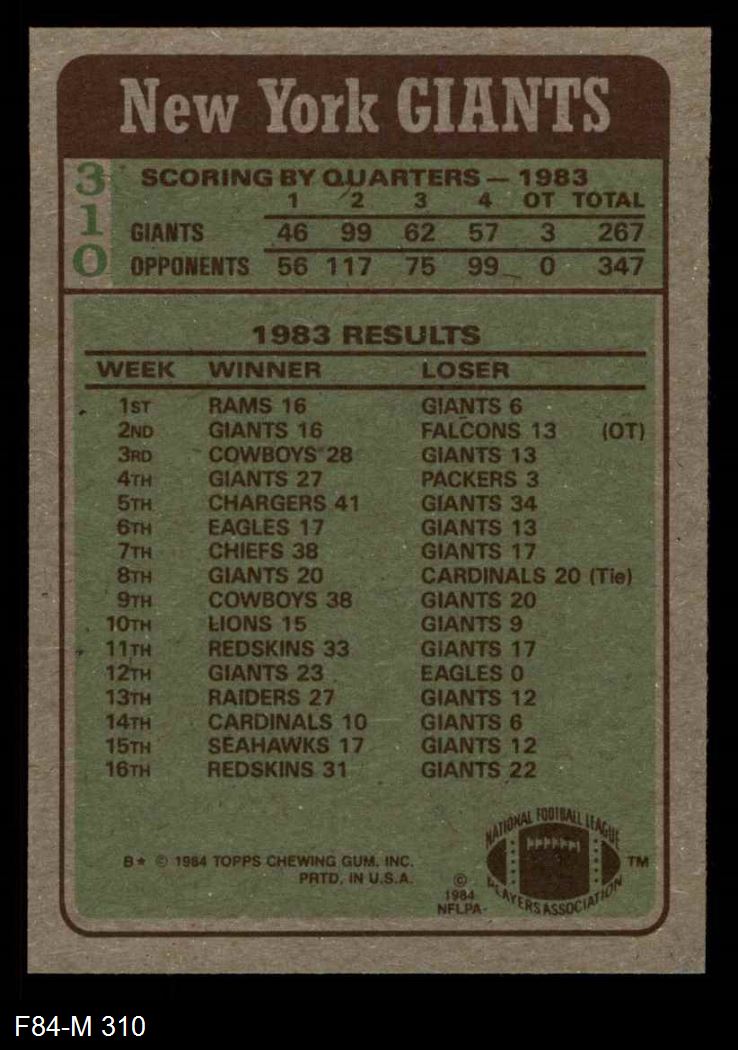 New York GIANTS
310
SCORING BY QUARTERS — 1983
1 2 3 4 OT TOTAL
GIANTS 46 99 62 57 3 267
OPPONENTS 56 117 75 99 0 347
1983 RESULTS
WEEK WINNER LOSER
1ST RAMS 16 GIANTS 6
2ND GIANTS 16 FALCONS 13 (OT)
3RD COWBOYS 28 GIANTS 13
4TH GIANTS 27 PACKERS 3
5TH CHARGERS 41 GIANTS 34
6TH EAGLES 17 GIANTS 13
7TH CHIEFS 38 GIANTS 17
8TH GIANTS 20 CARDINALS 20 (Tie)
9TH COWBOYS 38 GIANTS 20
10TH LIONS 15 GIANTS 9
11TH REDSKINS 33 GIANTS 17
12TH GIANTS 23 EAGLES 0
13TH RAIDERS 27 GIANTS 12
14TH CARDINALS 10 GIANTS 6
15TH SEAHAWKS 17 GIANTS 12
16TH REDSKINS 31 GIANTS 22
B* © 1984 TOPPS CHEWING GUM, INC.
PRTD. IN U.S.A.
©
1984
NFLPA
NATIONAL FOOTBALL LEAGUE
PLAYERS ASSOCIATION
TM
F84-M 310